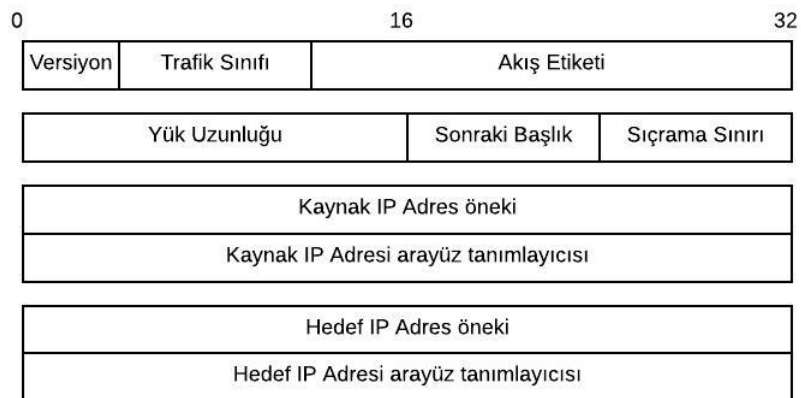 0 16 32
Versiyon Trafik Sınıfı Akış Etiketi
Yük Uzunluğu Sonraki Başlık Sıçrama Sınırı
Kaynak IP Adres öneki
Kaynak IP Adresi arayüz tanımlayıcısı
Hedef IP Adres öneki
Hedef IP Adresi arayüz tanımlayıcısı